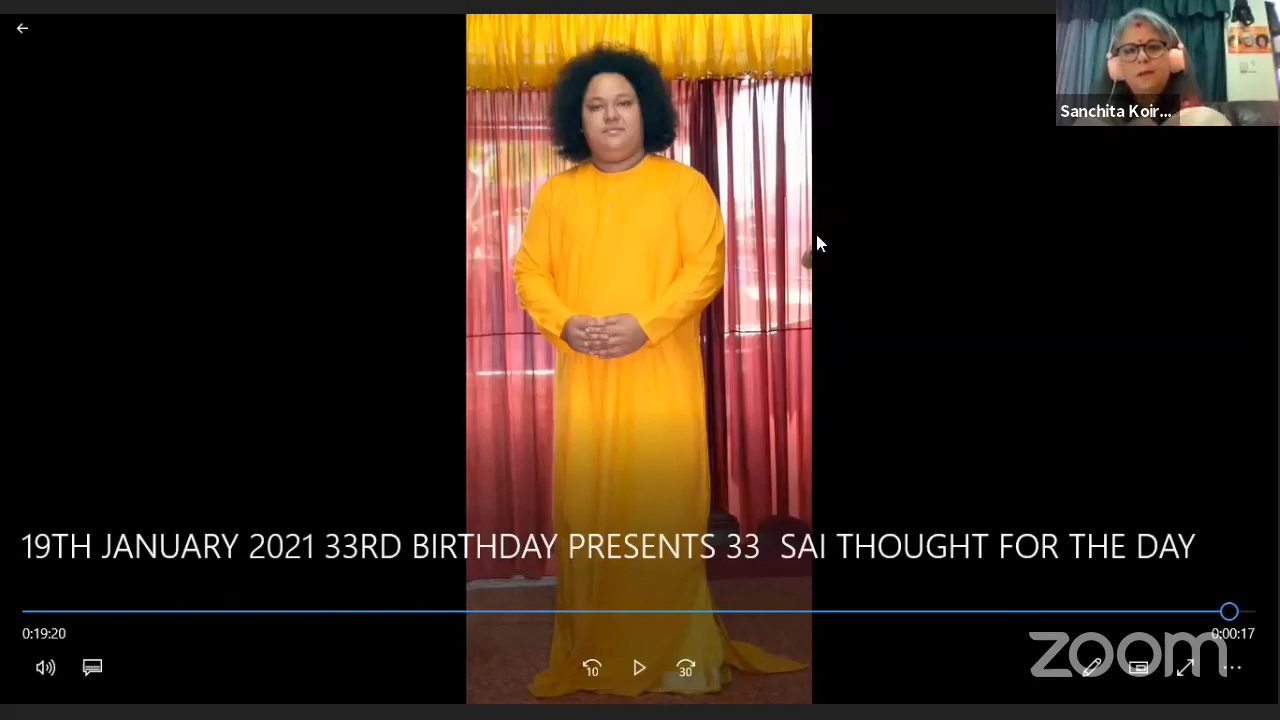 Sanchita Koir...
19TH JANUARY 2021 33RD BIRTHDAY PRESENTS 33 SAI THOUGHT FOR THE DAY
0:19:20
0:00:17
10
30
zoom